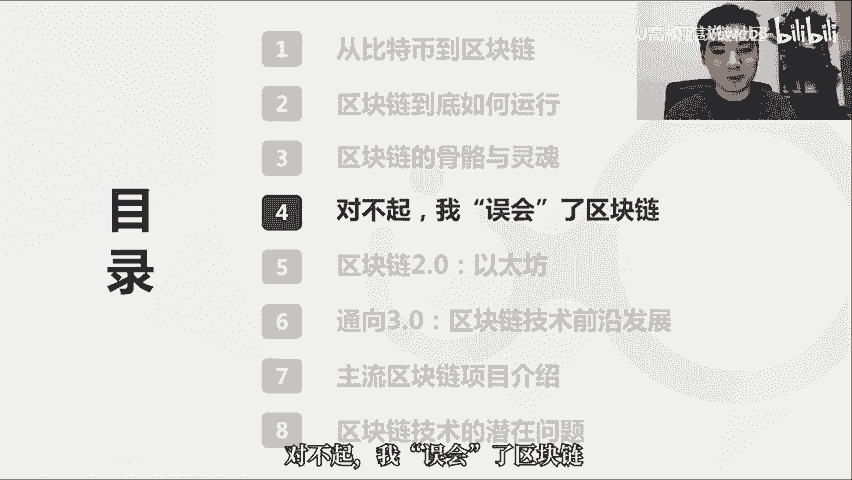 目录
1 从比特币到区块链
2 区块链到底如何运行
3 区块链的骨骼与灵魂
4 对不起，我“误会”了区块链
5 区块链2.0：以太坊
6 通向3.0：区块链技术前沿发展
7 主流区块链项目介绍
8 区块链技术的潜在问题
对不起，我“误会”了区块链
bilibili